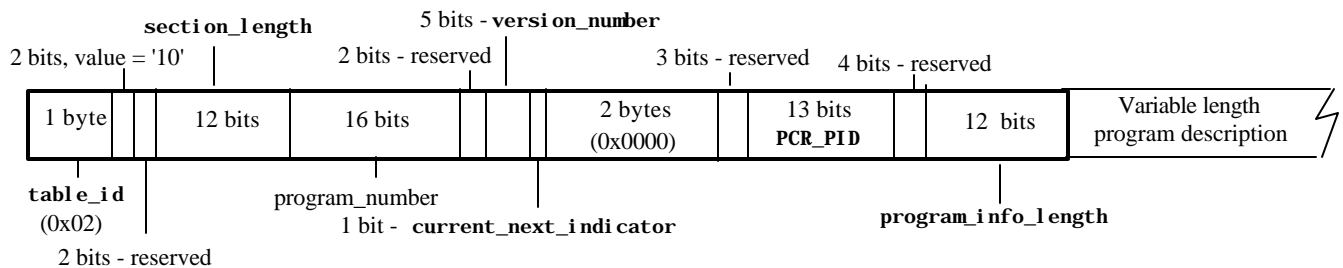 section_length
5 bits - version_number
2 bits, value = '10'
2 bits - reserved
3 bits - reserved
4 bits - reserved
1 byte
12 bits
16 bits
2 bytes
(0x0000)
13 bits
PCR_PID
12 bits
Variable length
program description
table_id
(0x02)
program_number
1 bit - current_next_indicator
program_info_length
2 bits - reserved